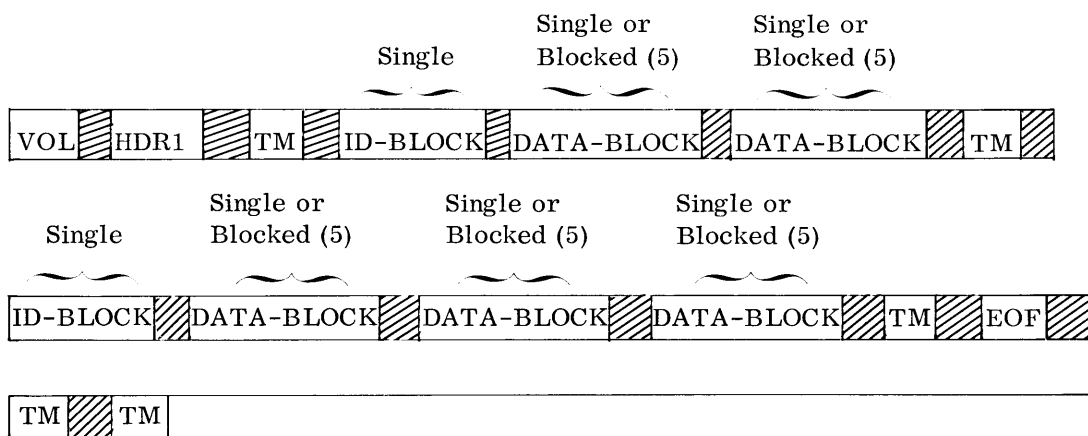 Single or Single or
Single Blocked (5) Blocked (5)
VOL HDR1 TM ID-BLOCK DATA-BLOCK DATA-BLOCK TM
Single or Single or Single or
Single Blocked (5) Blocked (5) Blocked (5)
ID-BLOCK DATA-BLOCK DATA-BLOCK DATA-BLOCK TM EOF
TM TM